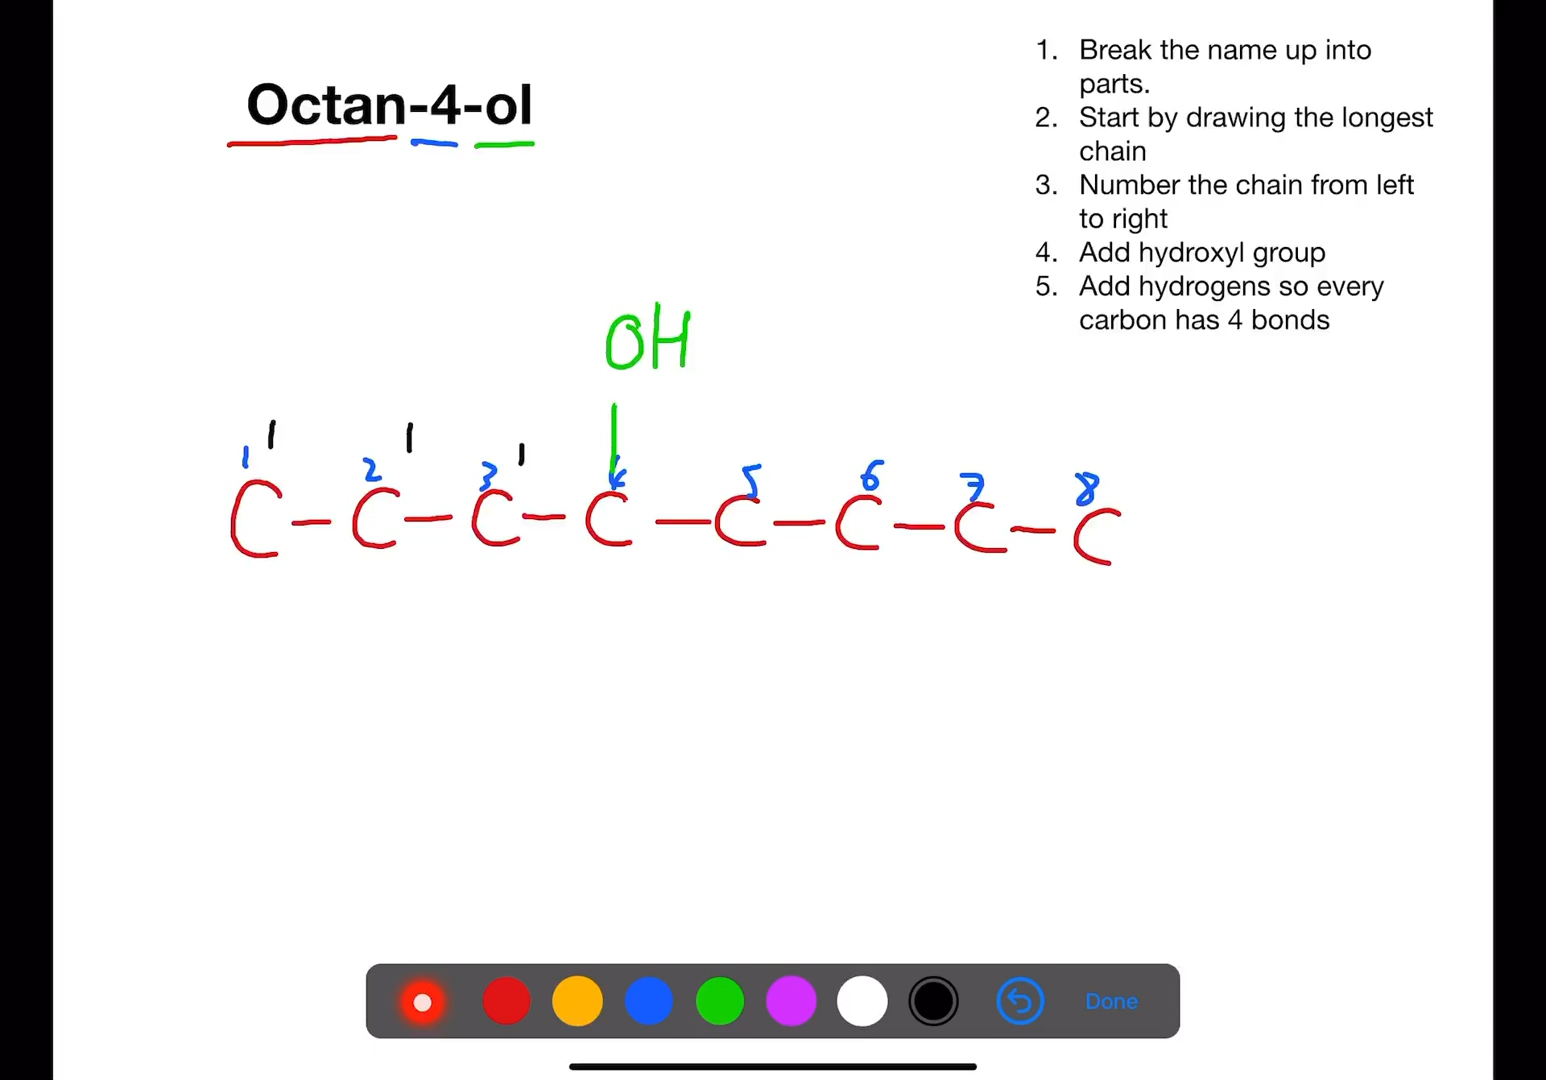 Octan-4-ol
1. Break the name up into
parts.
2. Start by drawing the longest
chain
3. Number the chain from left
to right
4. Add hydroxyl group
5. Add hydrogens so every
carbon has 4 bonds
OH
1 2 3 4 5 6 7 8
C - C - C - C - C - C - C - C
Done